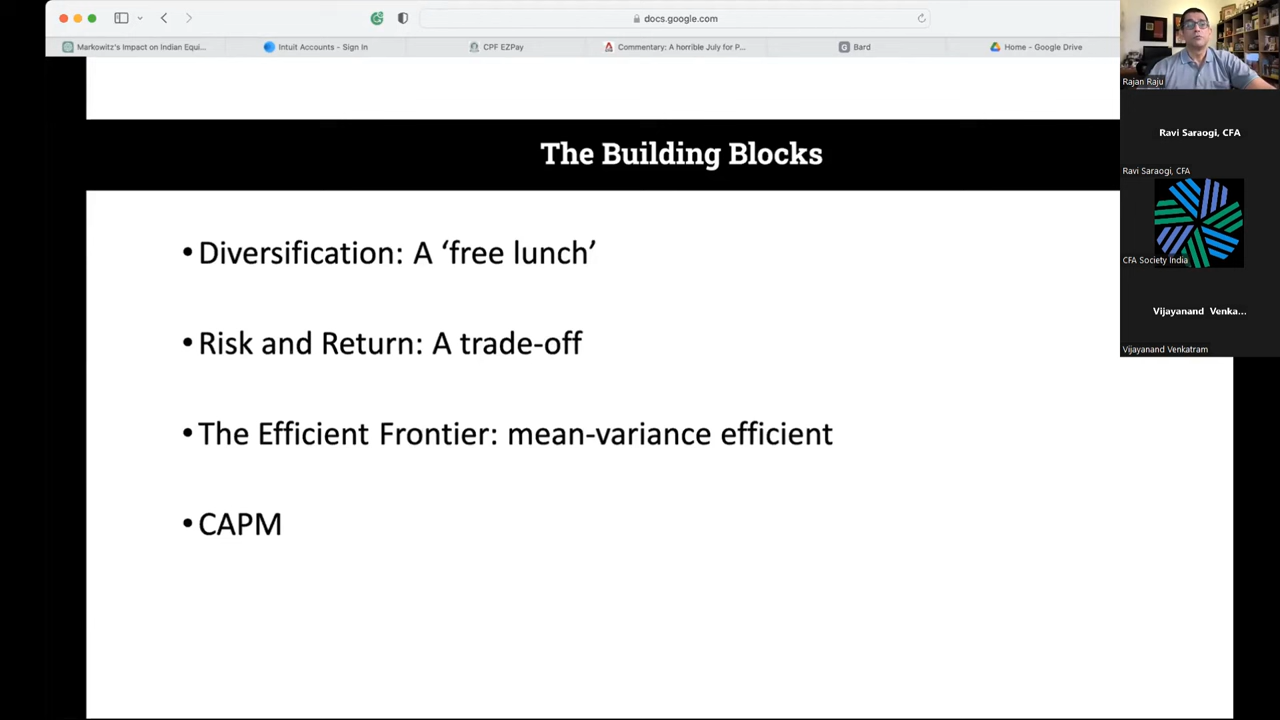 docs.google.com
Markowitz's Impact on Indian Equi...
Intuit Accounts - Sign In
CPF EZPay
Commentary: A horrible July for P...
G Bard
Home - Google Drive
The Building Blocks
• Diversification: A ‘free lunch’
• Risk and Return: A trade-off
• The Efficient Frontier: mean-variance efficient
• CAPM
Rajan Raju
Ravi Saraogi, CFA
Ravi Saraogi, CFA
CFA Society India
Vijayanand Venka...
Vijayanand Venkatram